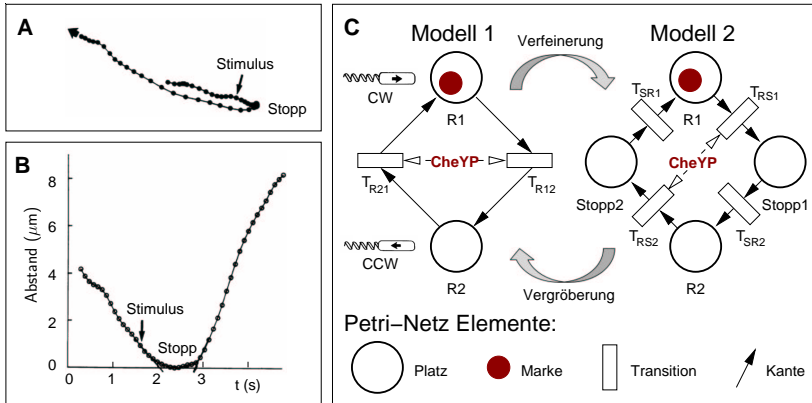 A
Stimulus
Stopp
B
Abstand (µm)
8
6
4
2
0
Stimulus
Stopp
0
1
2
3
t (s)
C
Modell 1
Verfeinerung
Modell 2
CW
R1
T_R21
CheYP
T_R12
CCW
R2
T_SR1
R1
T_RS1
CheYP
Stopp2
Stopp1
T_RS2
T_SR2
R2
Vergröberung
Petri–Netz Elemente:
Platz
Marke
Transition
Kante